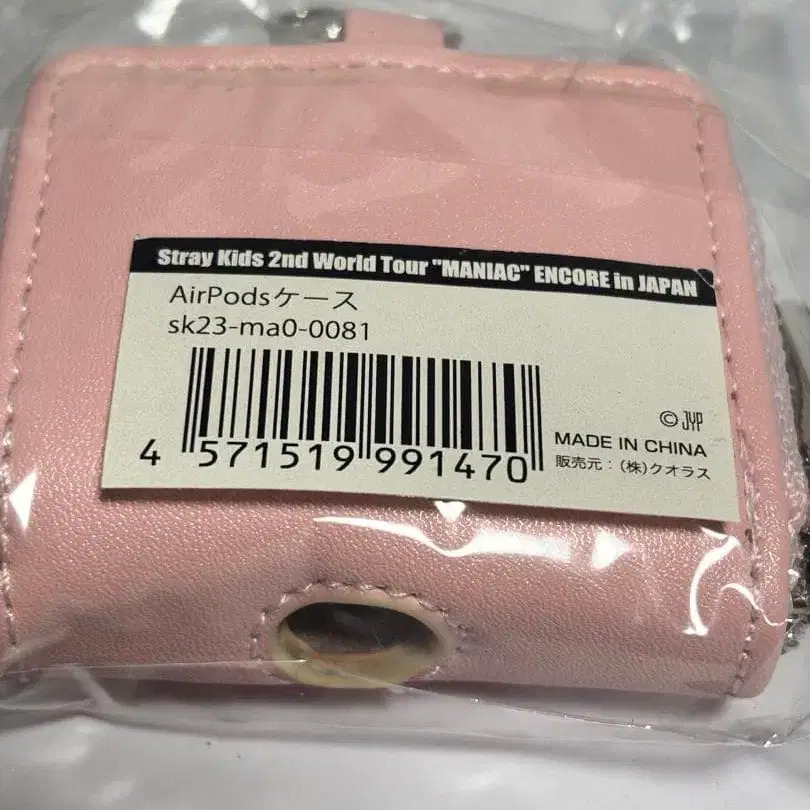 Stray Kids 2nd World Tour "MANIAC" ENCORE in JAPAN
AirPodsケース
sk23-ma0-0081
4 571519 991470
© JYP
MADE IN CHINA
販売元：(株)クオラス